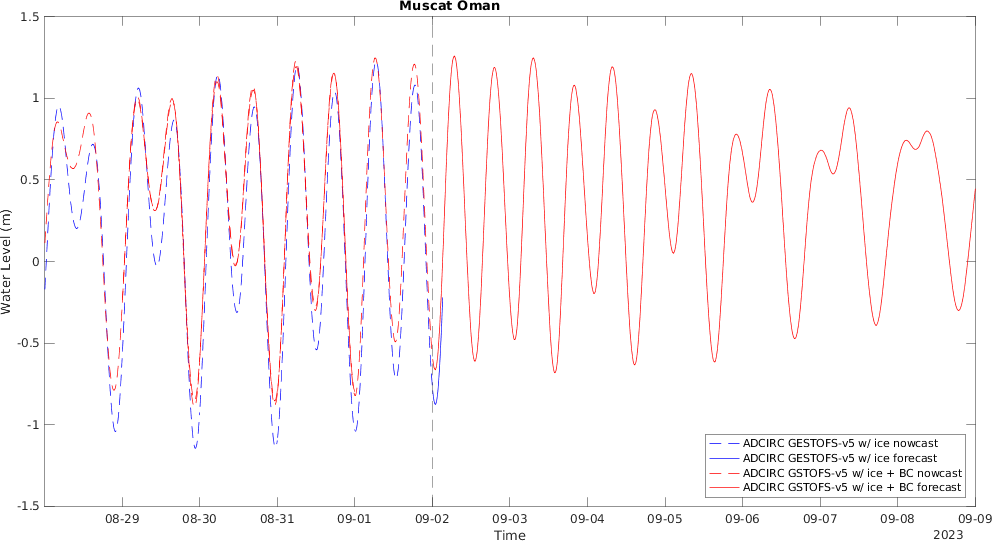 Muscat Oman
1.5
1
0.5
0
-0.5
-1
-1.5
Water Level (m)
08-29 08-30 08-31 09-01 09-02 09-03 09-04 09-05 09-06 09-07 09-08 09-09
Time
2023
ADCIRC GESTOFS-v5 w/ ice nowcast
ADCIRC GESTOFS-v5 w/ ice forecast
ADCIRC GSTOFS-v5 w/ ice + BC nowcast
ADCIRC GSTOFS-v5 w/ ice + BC forecast